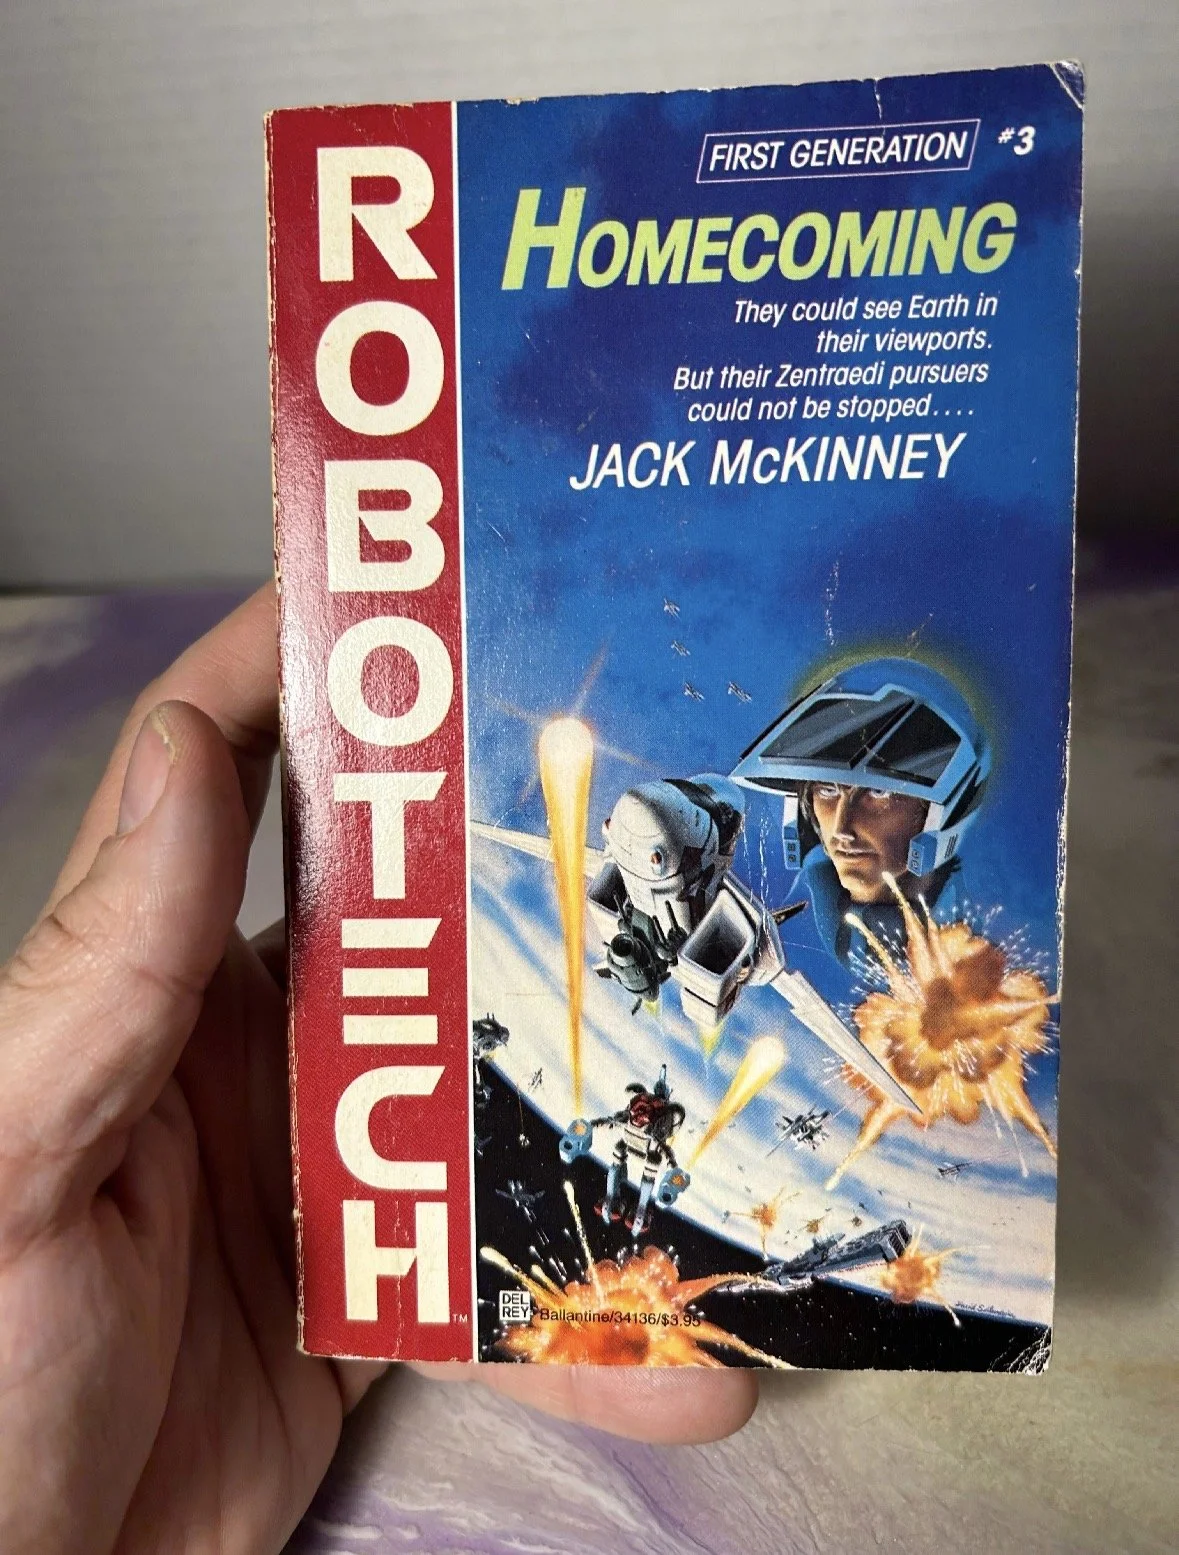 ROBOTECH
TM
FIRST GENERATION #3
HOMECOMING
They could see Earth in
their viewports.
But their Zentraedi pursuers
could not be stopped....
JACK McKINNEY
DEL
REY
Ballantine/34136/$3.95